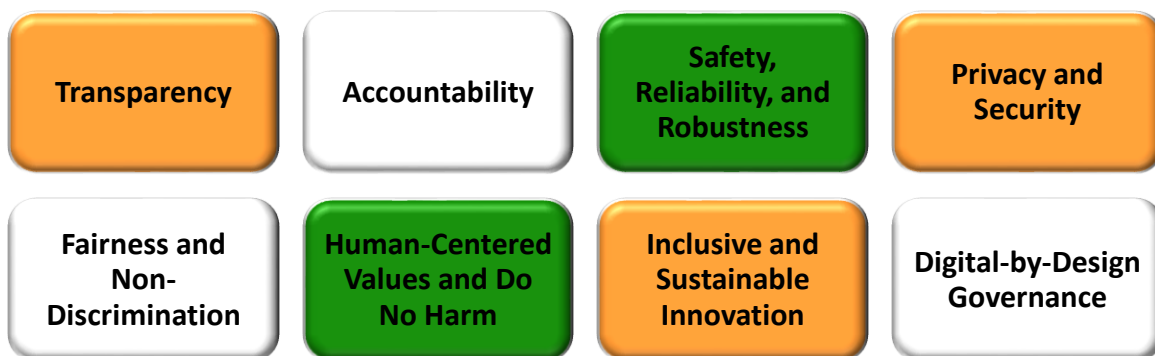 Transparency
Accountability
Safety,
Reliability, and
Robustness
Privacy and
Security
Fairness and
Non-
Discrimination
Human-Centered
Values and Do
No Harm
Inclusive and
Sustainable
Innovation
Digital-by-Design
Governance